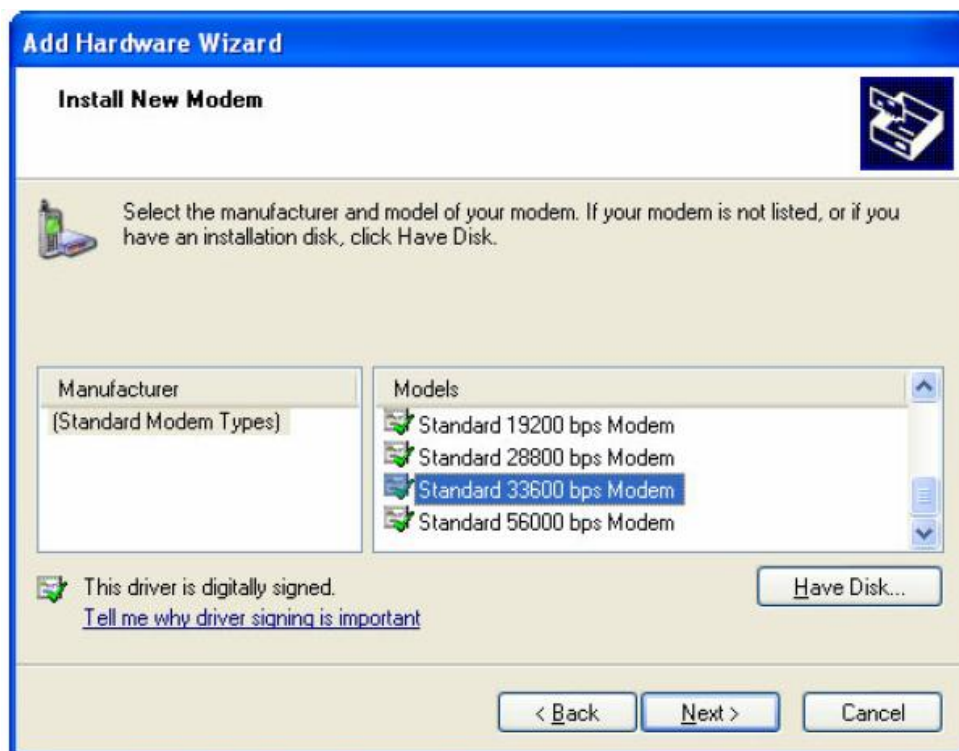 Add Hardware Wizard
Install New Modem
Select the manufacturer and model of your modem. If your modem is not listed, or if you
have an installation disk, click Have Disk.
Manufacturer
(Standard Modem Types)
Models
Standard 19200 bps Modem
Standard 28800 bps Modem
Standard 33600 bps Modem
Standard 56000 bps Modem
This driver is digitally signed.
Tell me why driver signing is important
Have Disk...
< Back
Next >
Cancel